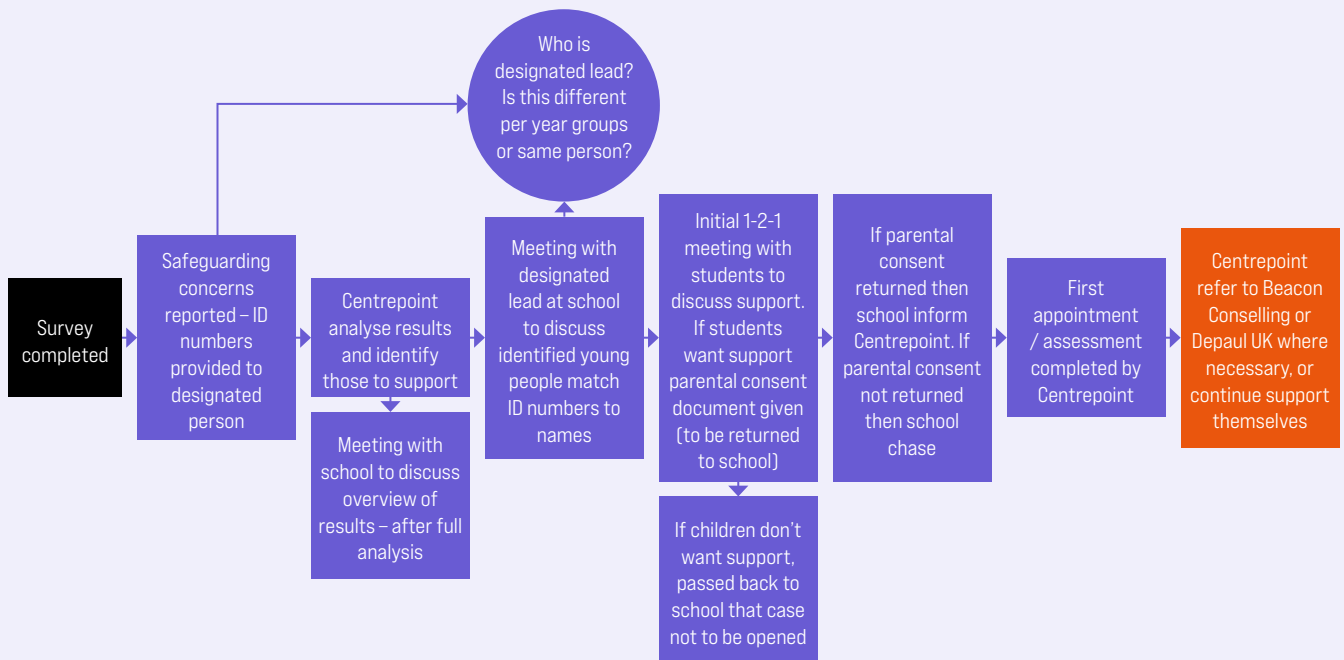 Who is
designated lead?
Is this different
per year groups
or same person?
Survey
completed
Safeguarding
concerns
reported – ID
numbers
provided to
designated
person
Centrepoint
analyse results
and identify
those to support
Meeting with
school to discuss
overview of
results – after full
analysis
Meeting with
designated
lead at school
to discuss
identified young
people match
ID numbers to
names
Initial 1-2-1
meeting with
students to
discuss support.
If students
want support
parental consent
document given
(to be returned
to school)
If children don’t
want support,
passed back to
school that case
not to be opened
If parental
consent
returned then
school inform
Centrepoint. If
parental consent
not returned
then school
chase
First
appointment
/ assessment
completed by
Centrepoint
Centrepoint
refer to Beacon
Conselling or
Depaul UK where
necessary, or
continue support
themselves